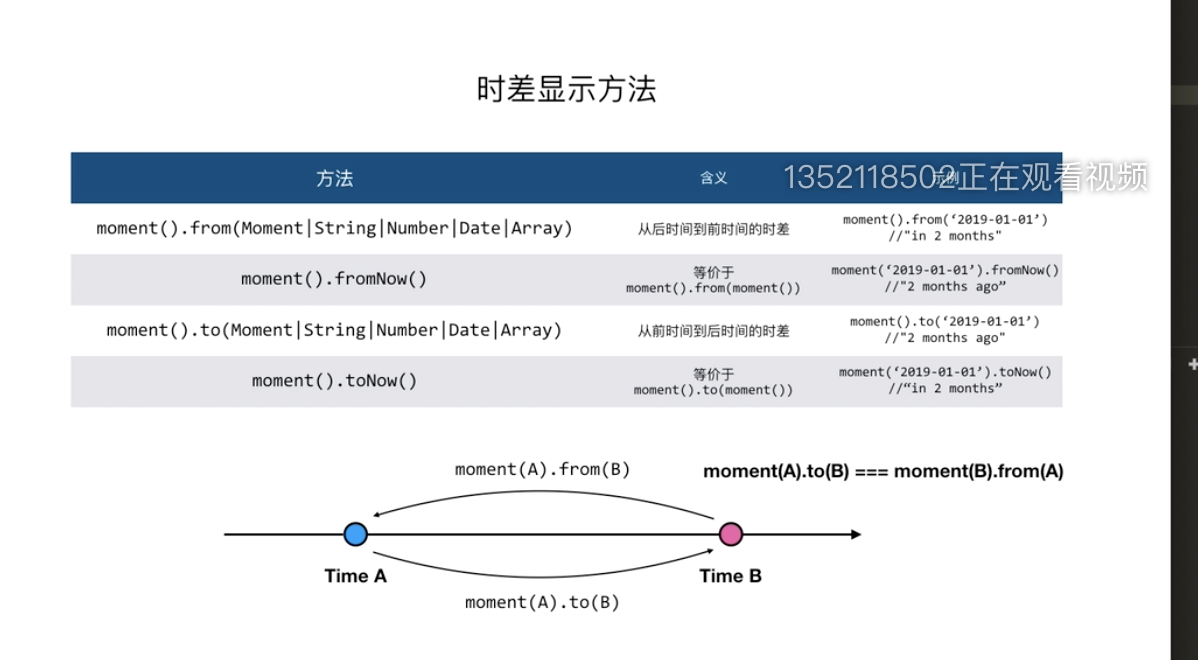 时差显示方法
方法
含义
示例
1352118502正在观看视频
moment().from(Moment|String|Number|Date|Array)
从后时间到前时间的时差
moment().from(‘2019-01-01’)
//"in 2 months"
moment().fromNow()
等价于
moment().from(moment())
moment(‘2019-01-01’).fromNow()
//"2 months ago”
moment().to(Moment|String|Number|Date|Array)
从前时间到后时间的时差
moment().to(‘2019-01-01’)
//"2 months ago"
moment().toNow()
等价于
moment().to(moment())
moment(‘2019-01-01’).toNow()
//“in 2 months”
moment(A).from(B)
moment(A).to(B) === moment(B).from(A)
Time A
Time B
moment(A).to(B)